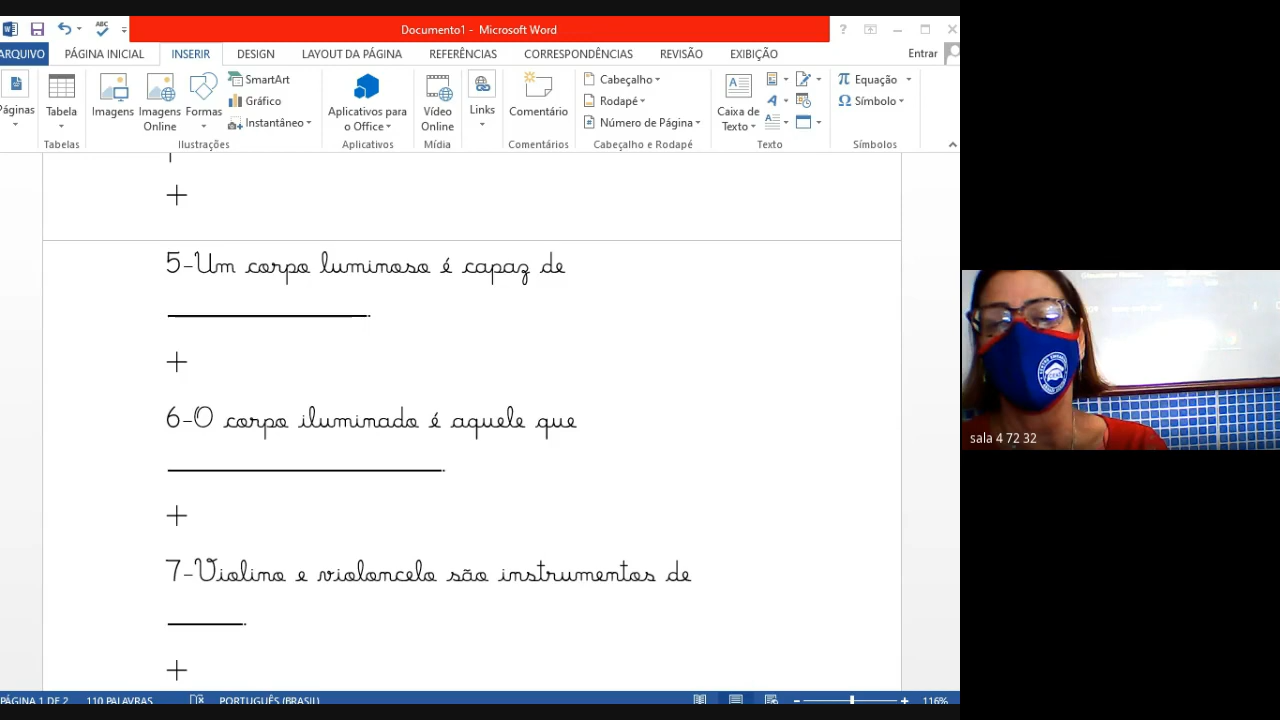 Documento1 - Microsoft Word
Entrar
ARQUIVO PÁGINA INICIAL INSERIR DESIGN LAYOUT DA PÁGINA REFERÊNCIAS CORRESPONDÊNCIAS REVISÃO EXIBIÇÃO
Páginas
Tabela
Imagens
Imagens Online
Formas
SmartArt
Gráfico
Instantâneo
Aplicativos para o Office
Vídeo Online
Links
Comentário
Cabeçalho
Rodapé
Número de Página
Caixa de Texto
Equação
Símbolo
Tabelas Ilustrações Aplicativos Mídia Comentários Cabeçalho e Rodapé Texto Símbolos
+
5-Um corpo luminoso é capaz de
____________.
+
6-O corpo iluminado é aquele que
________________.
+
7-Violino e violoncelo são instrumentos de
_____.
+
PÁGINA 1 DE 2 110 PALAVRAS PORTUGUÊS (BRASIL) 116%
sala 4 72 32